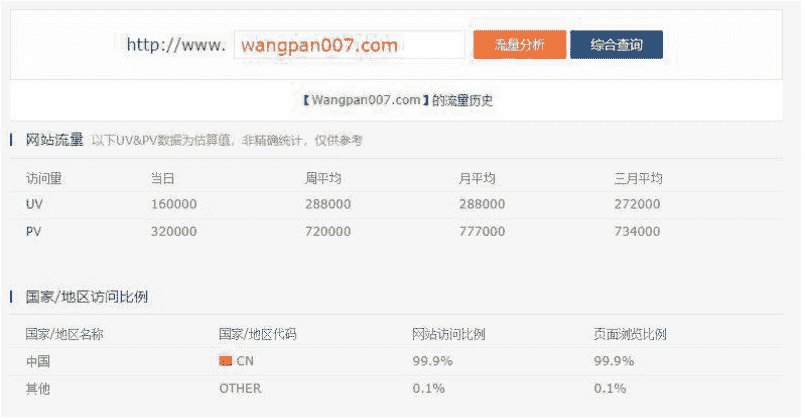 http://www. wangpan007.com 流量分析 综合查询
【Wangpan007.com】的流量历史
网站流量 以下UV&PV数据为估算值，非精确统计，仅供参考
访问量 当日 周平均 月平均 三月平均
UV 160000 288000 288000 272000
PV 320000 720000 777000 734000
国家/地区访问比例
国家/地区名称 国家/地区代码 网站访问比例 页面浏览比例
中国 CN 99.9% 99.9%
其他 OTHER 0.1% 0.1%